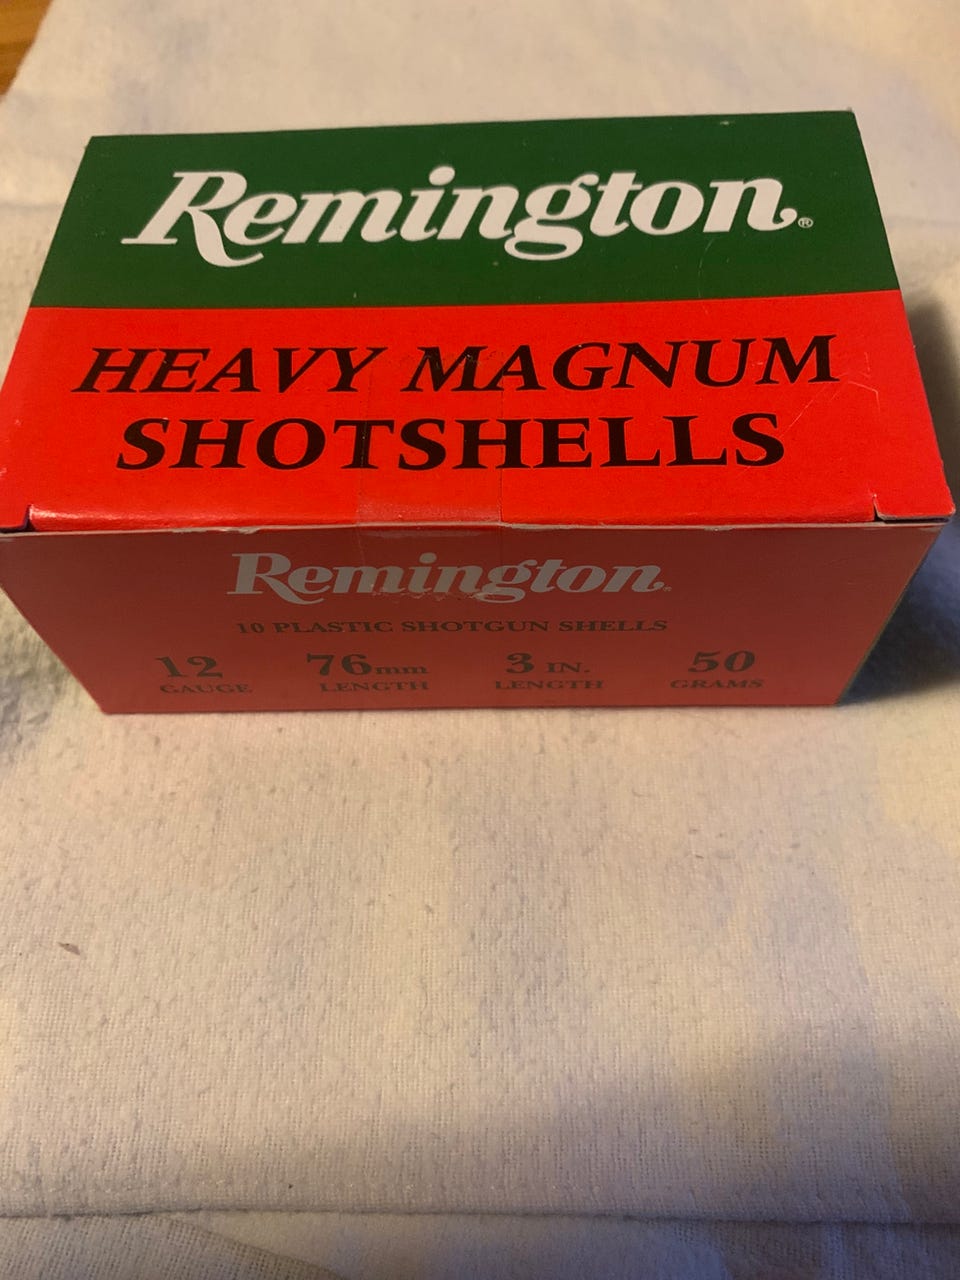 Remington®
HEAVY MAGNUM
SHOTSHELLS
Remington®
10 PLASTIC SHOTGUN SHELLS
12 76mm 3 IN. 50
GAUGE LENGTH LENGTH GRAMS